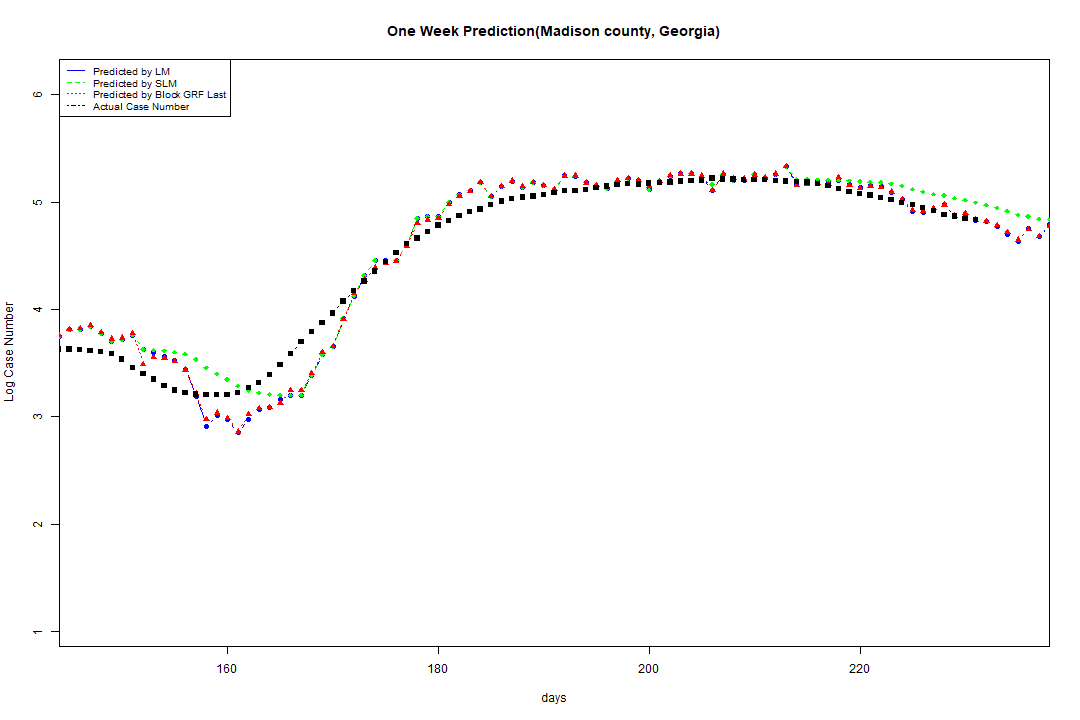 One Week Prediction(Madison county, Georgia)
Predicted by LM
Predicted by SLM
Predicted by Block GRF Last
Actual Case Number
6
5
4
3
2
1
Log Case Number
160 180 200 220
days